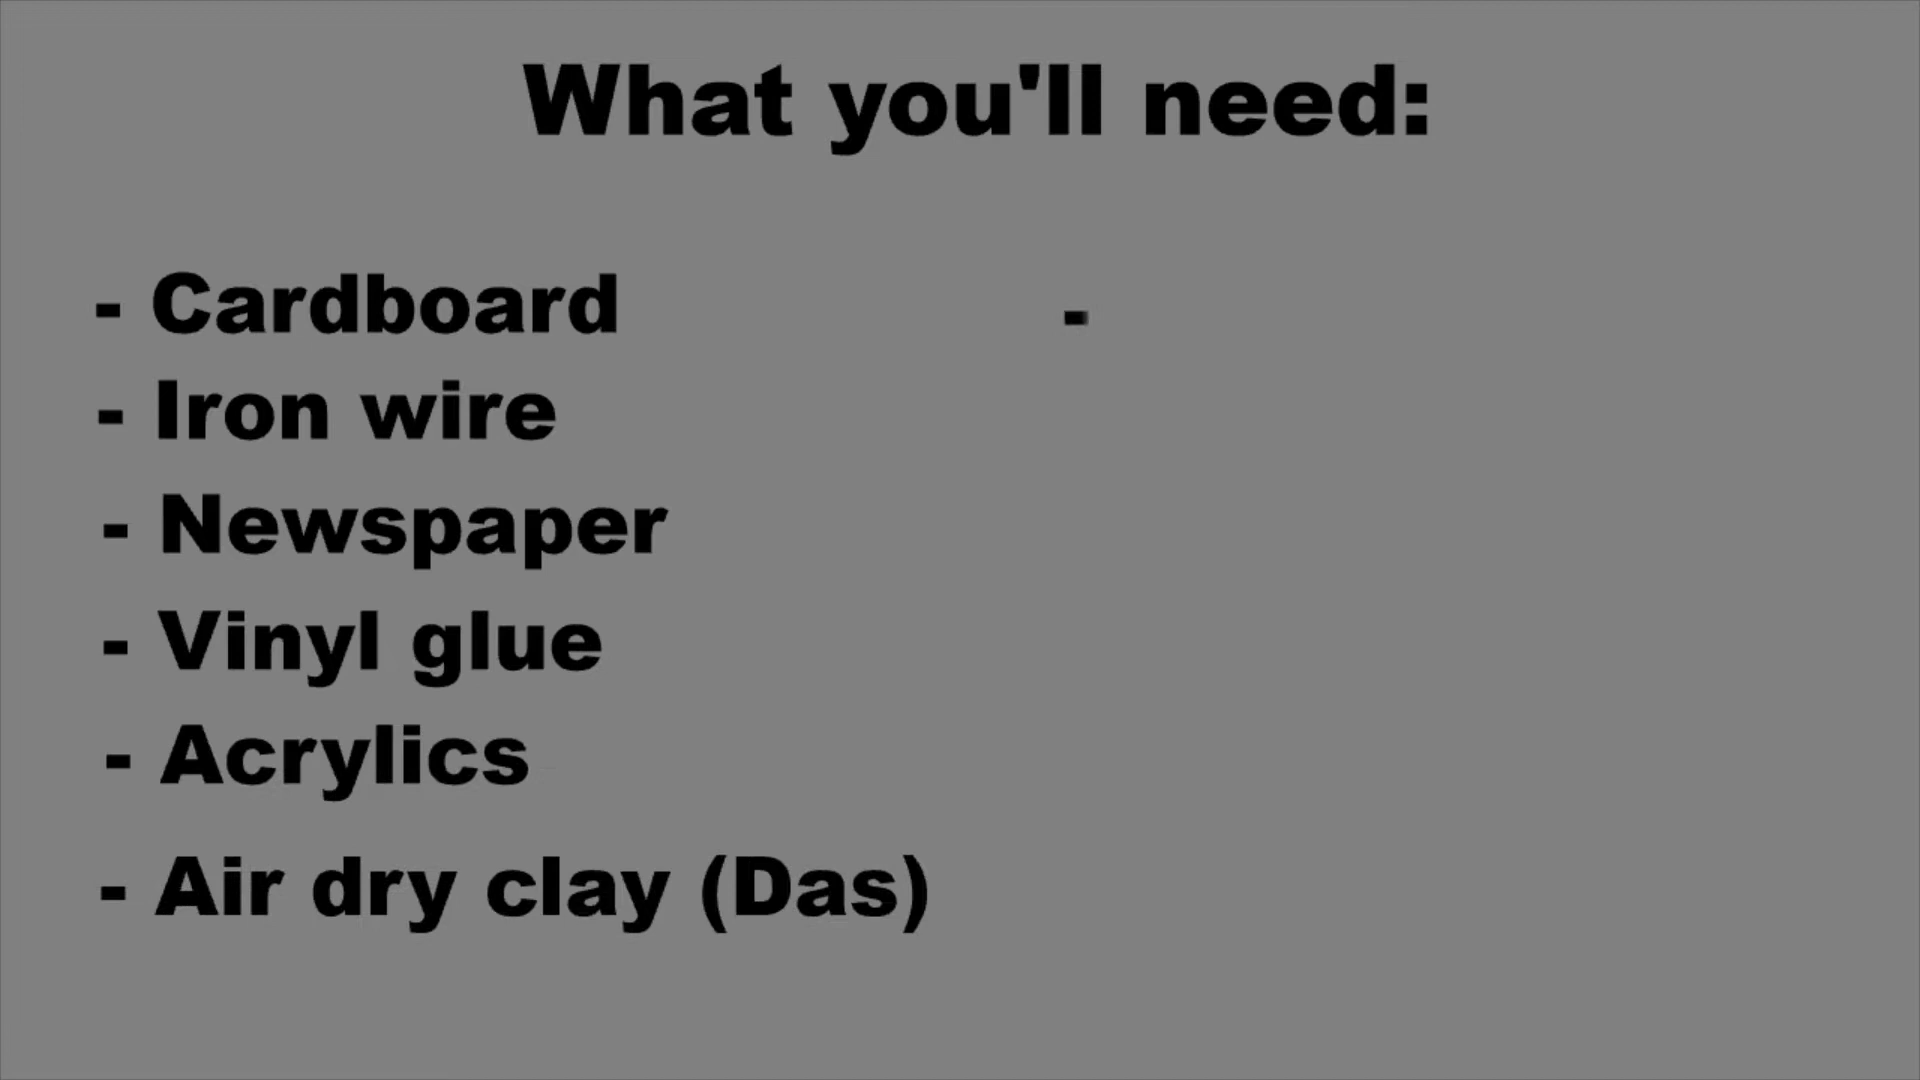 What you'll need:
- Cardboard
- Iron wire
- Newspaper
- Vinyl glue
- Acrylics
- Air dry clay (Das)
-